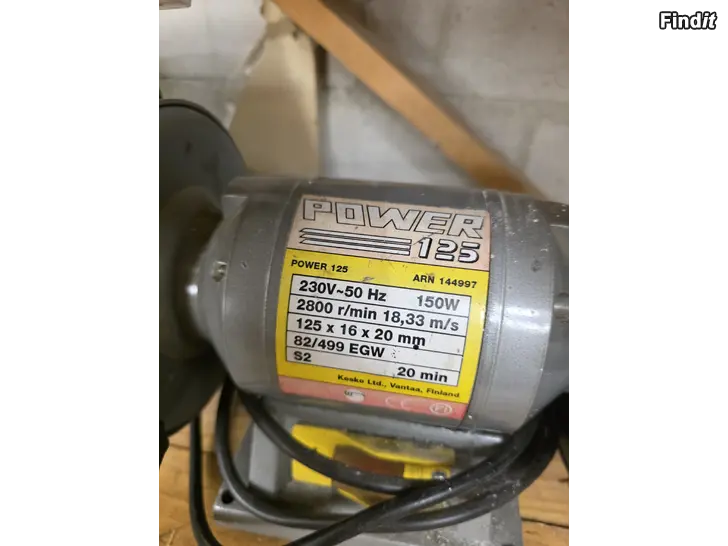 Findit
POWER
125
POWER 125 ARN 144997
230V~50 Hz 150W
2800 r/min 18,33 m/s
125 x 16 x 20 mm
82/499 EGW
S2 20 min
Kesko Ltd., Vantaa, Finland
CE